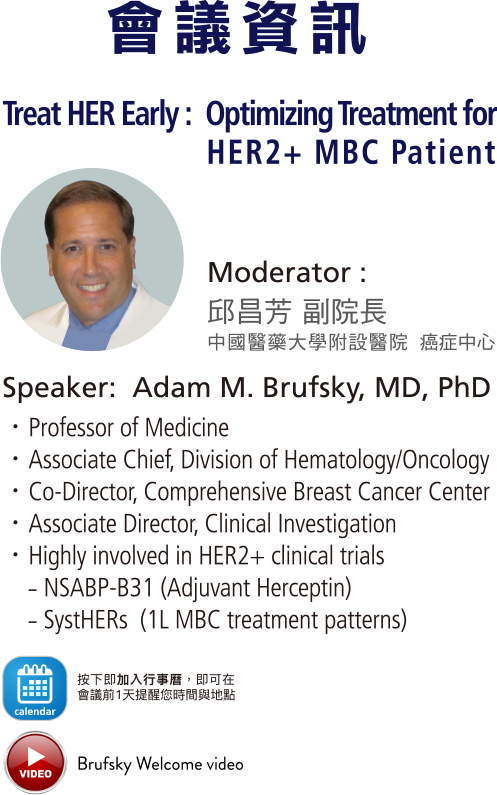 會議資訊
Treat HER Early : Optimizing Treatment for
HER2+ MBC Patient
Moderator :
邱昌芳 副院長
中國醫藥大學附設醫院 癌症中心
Speaker: Adam M. Brufsky, MD, PhD
・Professor of Medicine
・Associate Chief, Division of Hematology/Oncology
・Co-Director, Comprehensive Breast Cancer Center
・Associate Director, Clinical Investigation
・Highly involved in HER2+ clinical trials
– NSABP-B31 (Adjuvant Herceptin)
– SystHERs (1L MBC treatment patterns)
按下即加入行事曆，即可在
會議前1天提醒您時間與地點
calendar
VIDEO
Brufsky Welcome video